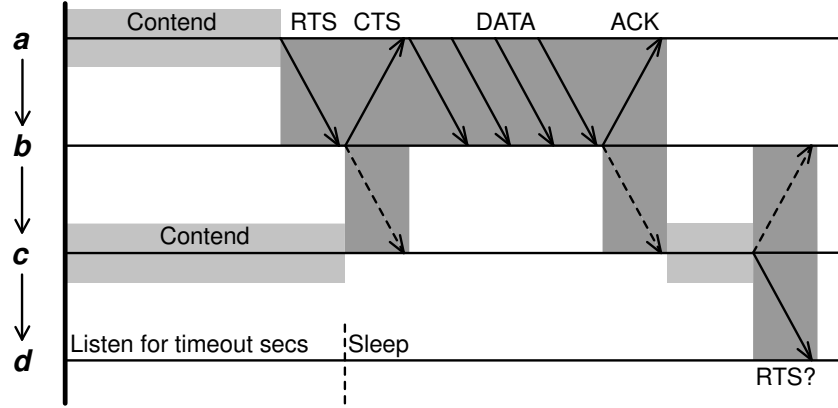 Contend RTS CTS DATA ACK
a
b
Contend
c
Listen for timeout secs Sleep
d
RTS?